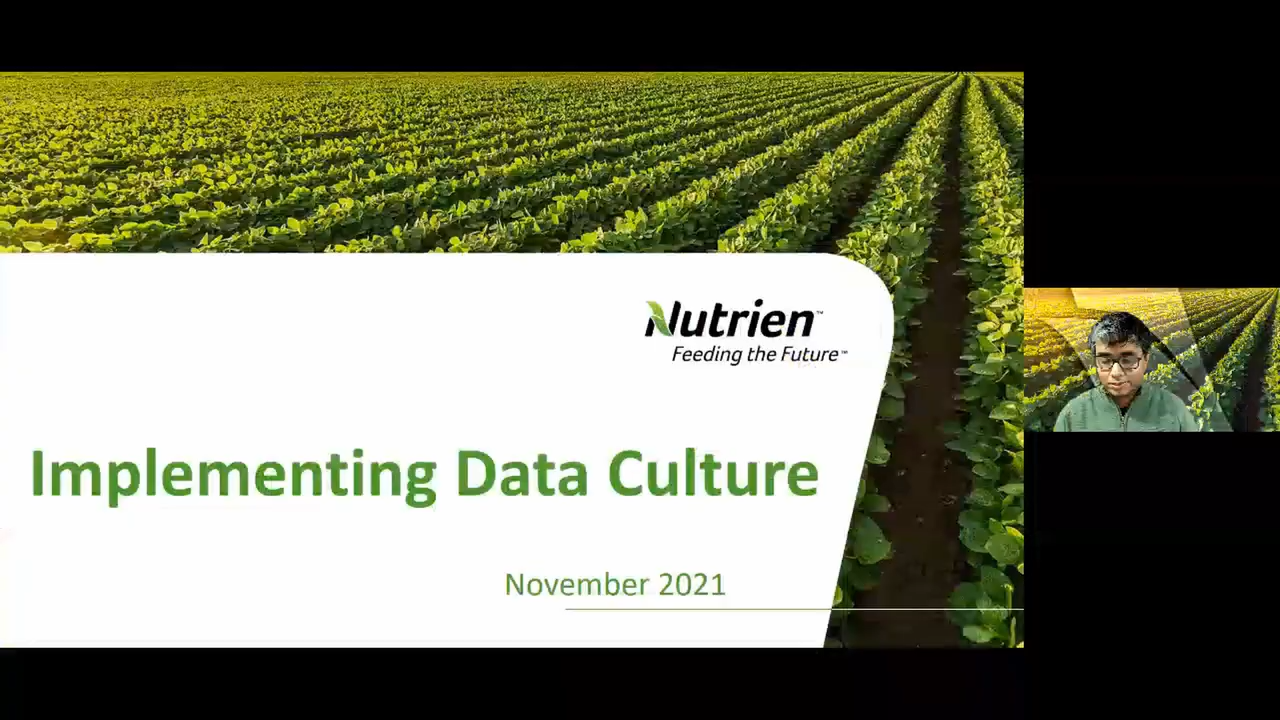 Nutrien™
Feeding the Future™
Implementing Data Culture
November 2021